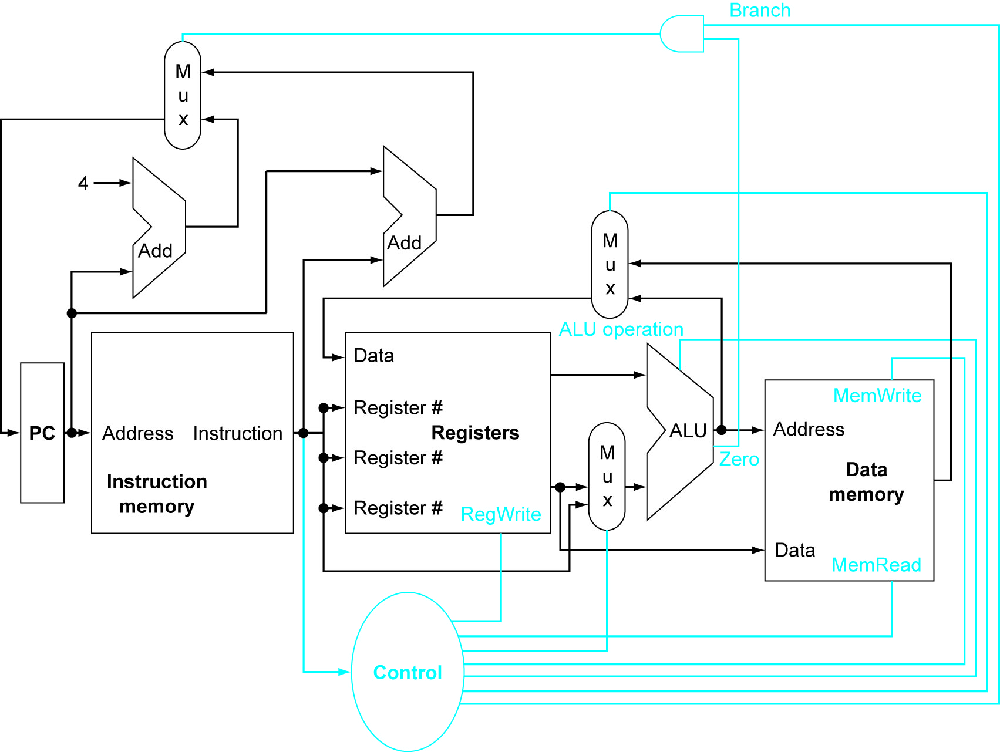 Branch
M
u
x
4
Add
Add
M
u
x
ALU operation
Data
Register #
Registers
Register #
Register #
RegWrite
PC
Address
Instruction
Instruction
memory
M
u
x
ALU
Zero
MemWrite
Address
Data
memory
Data
MemRead
Control